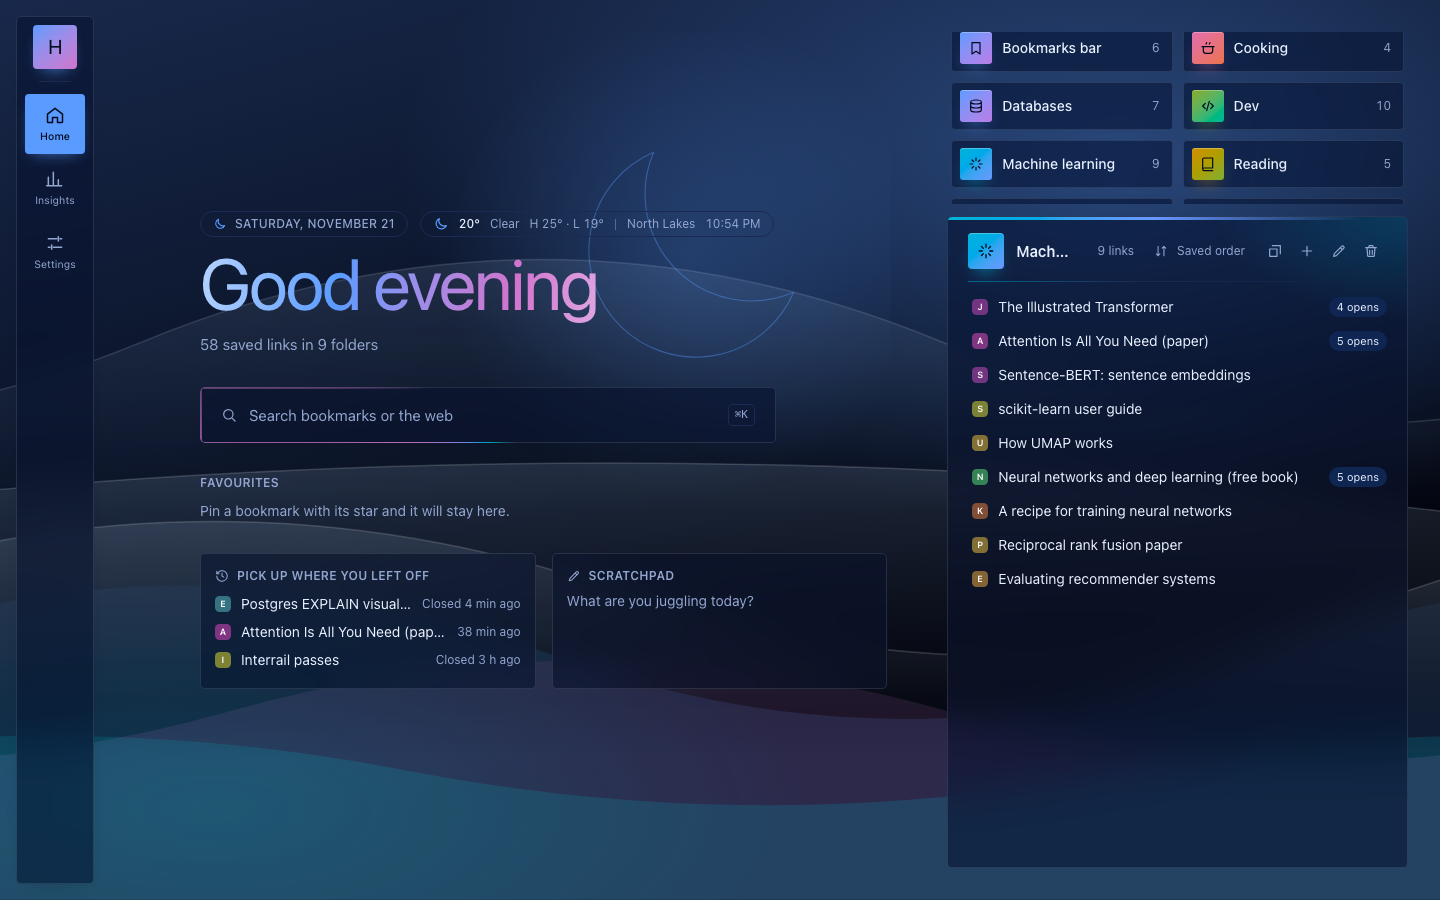 H
Home
Insights
Settings
SATURDAY, NOVEMBER 21
20° Clear H 25° · L 19° | North Lakes 10:54 PM
Good evening
58 saved links in 9 folders
Search bookmarks or the web ⌘K
FAVOURITES
Pin a bookmark with its star and it will stay here.
PICK UP WHERE YOU LEFT OFF
E Postgres EXPLAIN visual... Closed 4 min ago
A Attention Is All You Need (pap... 38 min ago
I Interrail passes Closed 3 h ago
SCRATCHPAD
What are you juggling today?
Bookmarks bar 6
Cooking 4
Databases 7
Dev 10
Machine learning 9
Reading 5
Mach... 9 links Saved order
J The Illustrated Transformer 4 opens
A Attention Is All You Need (paper) 5 opens
S Sentence-BERT: sentence embeddings
S scikit-learn user guide
U How UMAP works
N Neural networks and deep learning (free book) 5 opens
K A recipe for training neural networks
P Reciprocal rank fusion paper
E Evaluating recommender systems